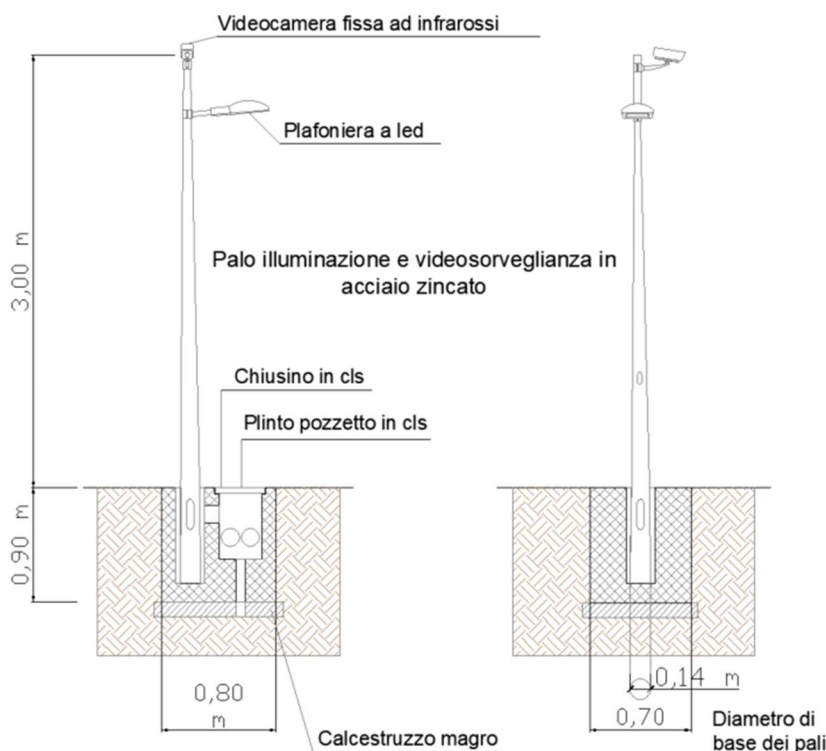 Videocamera fissa ad infrarossi
Plafoniera a led
3,00 m
Palo illuminazione e videosorveglianza in
acciaio zincato
Chiusino in cls
Plinto pozzetto in cls
0,90 m
0,80
m
Calcestruzzo magro
0,14 m
0,70
Diametro di
base dei pali